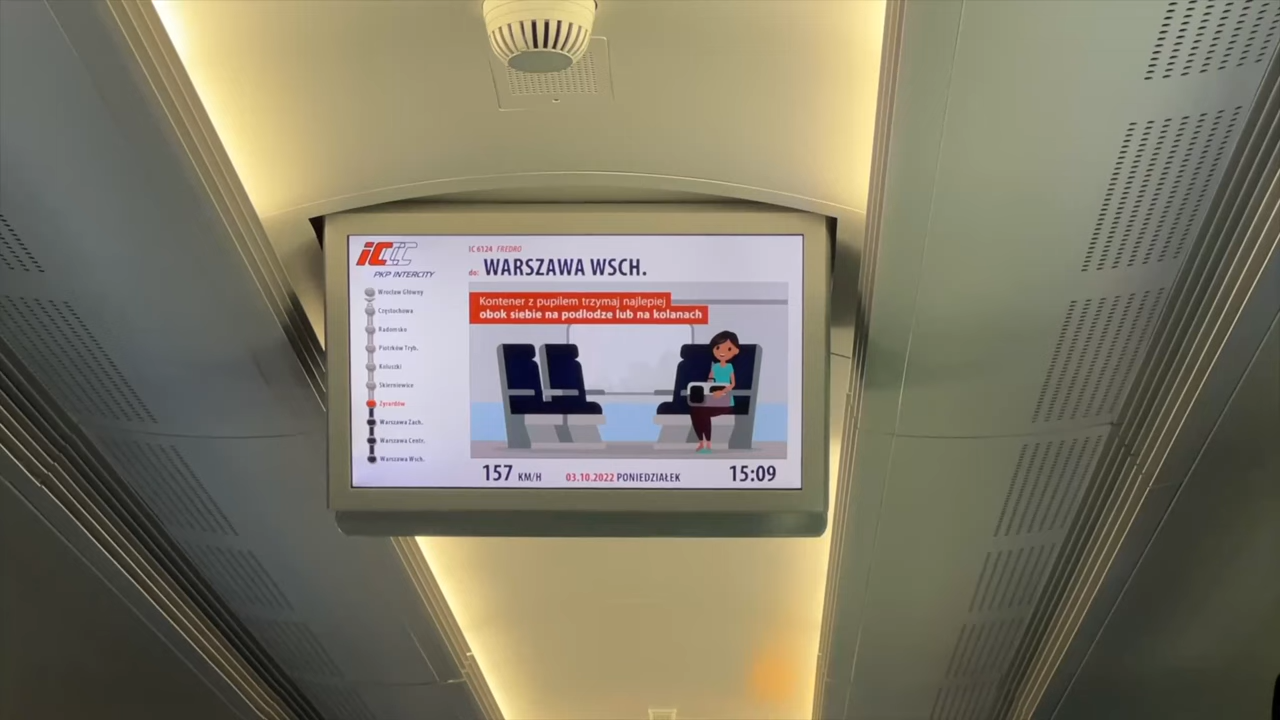 IC
PKP INTERCITY
IC 6124 FREDRO
do: WARSZAWA WSCH.
Wrocław Główny
Częstochowa
Radomsko
Piotrków Tryb.
Koluszki
Skierniewice
Żyrardów
Warszawa Zach.
Warszawa Centr.
Warszawa Wsch.
Kontener z pupilem trzymaj najlepiej
obok siebie na podłodze lub na kolanach
157 KM/H 03.10.2022 PONIEDZIAŁEK 15:09